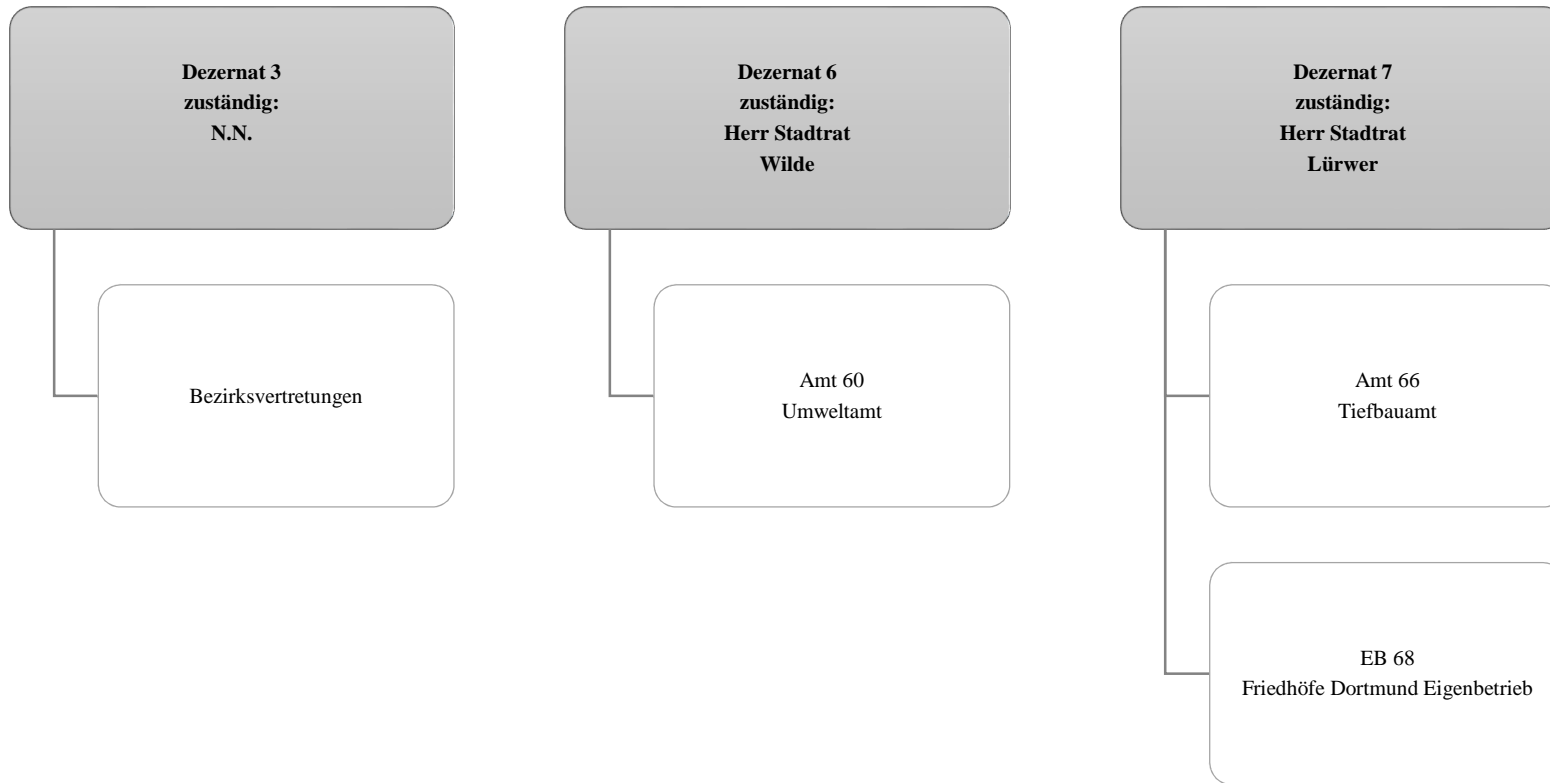 Dezernat 3
zuständig:
N.N.
Bezirksvertretungen
Dezernat 6
zuständig:
Herr Stadtrat
Wilde
Amt 60
Umweltamt
Dezernat 7
zuständig:
Herr Stadtrat
Lürwer
Amt 66
Tiefbauamt
EB 68
Friedhöfe Dortmund Eigenbetrieb